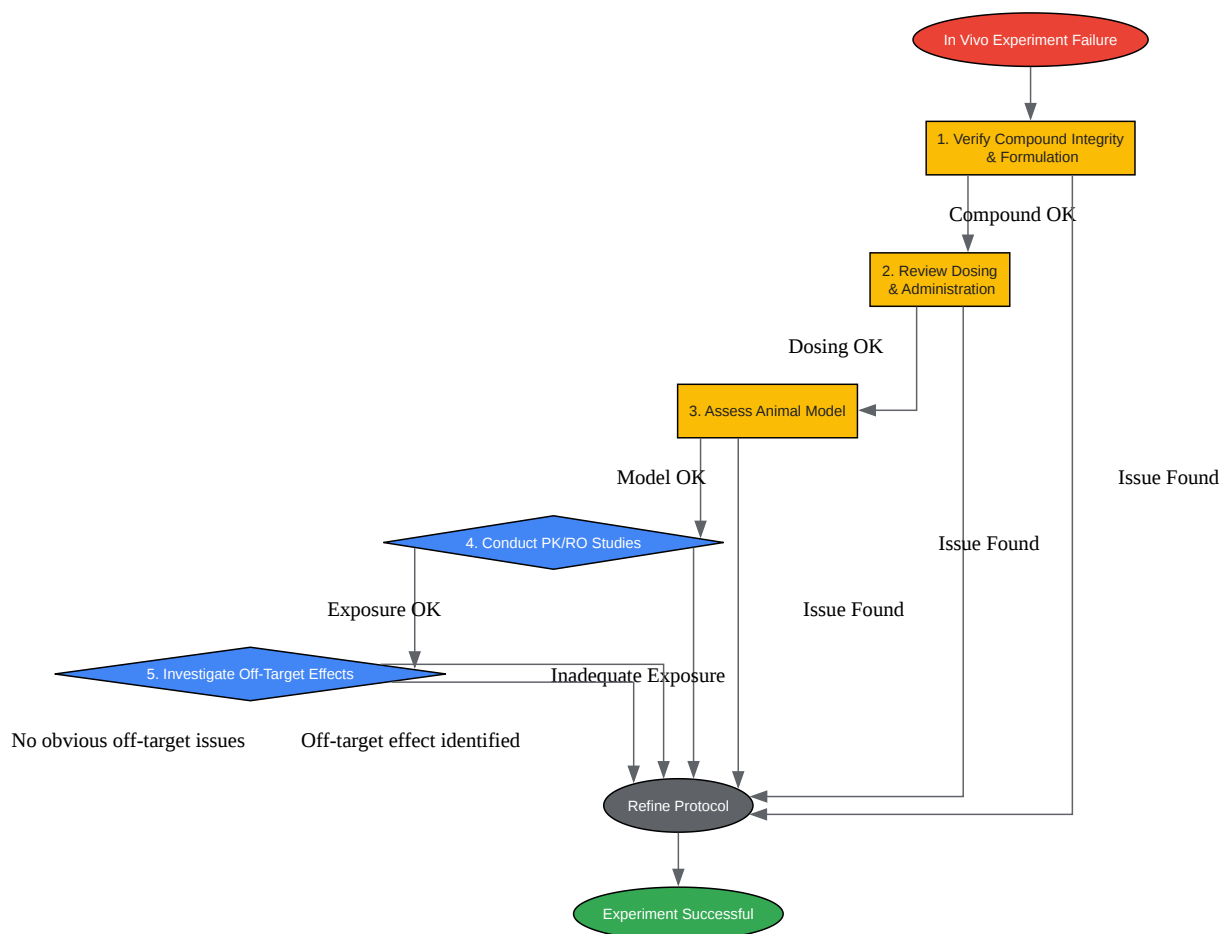 In Vivo Experiment Failure
1. Verify Compound Integrity
& Formulation
Compound OK
2. Review Dosing
& Administration
Dosing OK
3. Assess Animal Model
Model OK
Issue Found
4. Conduct PK/RO Studies
Issue Found
Exposure OK
Issue Found
5. Investigate Off-Target Effects
Inadequate Exposure
No obvious off-target issues
Off-target effect identified
Refine Protocol
Experiment Successful